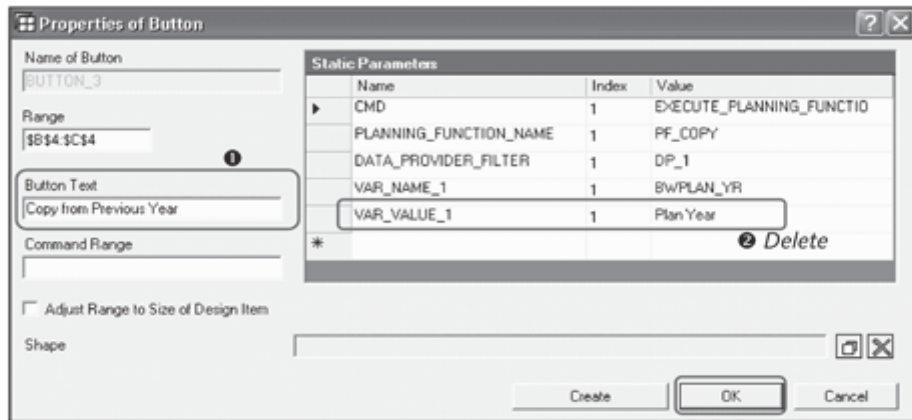 Properties of Button
Name of Button
BUTTON_3
Range
$B$4:$C$4
❶
Button Text
Copy from Previous Year
Command Range
Adjust Range to Size of Design Item
Shape
Static Parameters
Name Index Value
CMD 1 EXECUTE_PLANNING_FUNCTIO
PLANNING_FUNCTION_NAME 1 PF_COPY
DATA_PROVIDER_FILTER 1 DP_1
VAR_NAME_1 1 BWPLAN_YR
VAR_VALUE_1 1 Plan Year
❷ Delete
Create OK Cancel